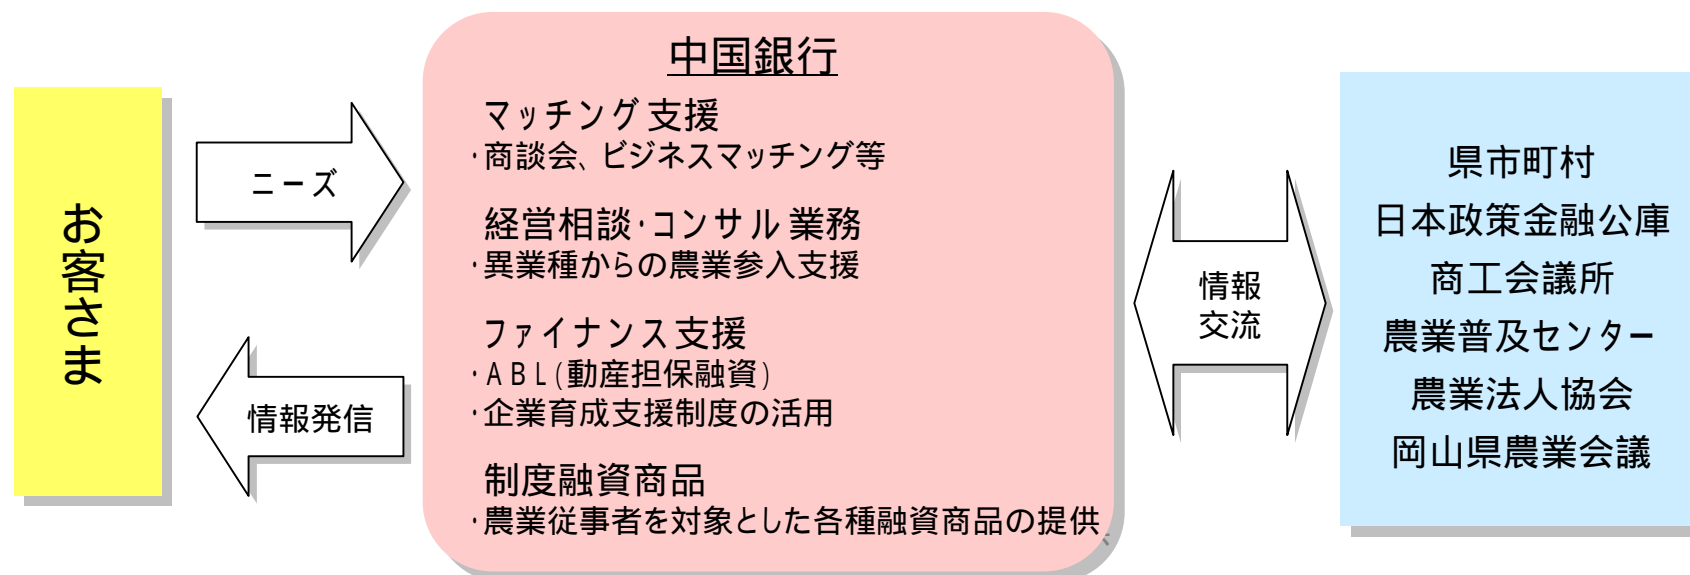 お客さま
ニーズ
情報発信
中国銀行
マッチング支援
・商談会、ビジネスマッチング等
経営相談・コンサル業務
・異業種からの農業参入支援
ファイナンス支援
・ABL(動産担保融資)
・企業育成支援制度の活用
制度融資商品
・農業従事者を対象とした各種融資商品の提供
情報
交流
県市町村
日本政策金融公庫
商工会議所
農業普及センター
農業法人協会
岡山県農業会議